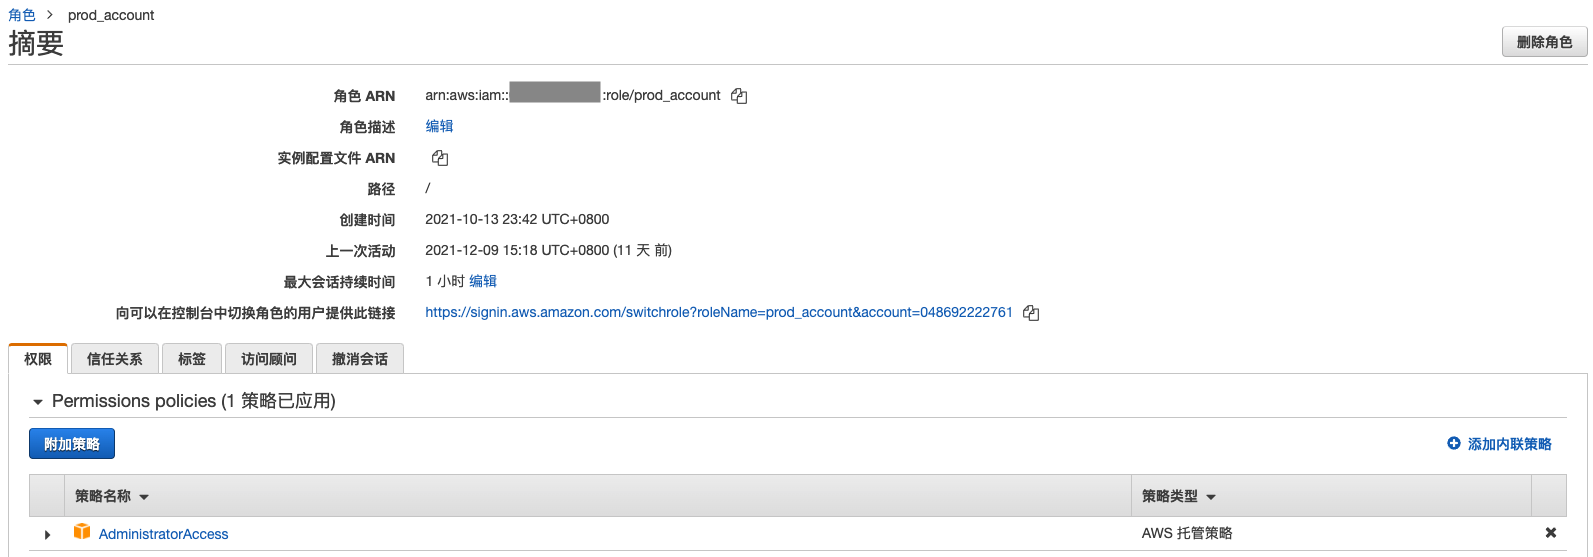 角色 > prod_account
摘要
删除角色
角色 ARN arn:aws:iam:: :role/prod_account
角色描述 编辑
实例配置文件 ARN
路径 /
创建时间 2021-10-13 23:42 UTC+0800
上一次活动 2021-12-09 15:18 UTC+0800 (11 天 前)
最大会话持续时间 1 小时 编辑
向可以在控制台中切换角色的用户提供此链接 https://signin.aws.amazon.com/switchrole?roleName=prod_account&account=048692222761
权限 信任关系 标签 访问顾问 撤消会话
Permissions policies (1 策略已应用)
附加策略 添加内联策略
策略名称 策略类型
AdministratorAccess AWS 托管策略